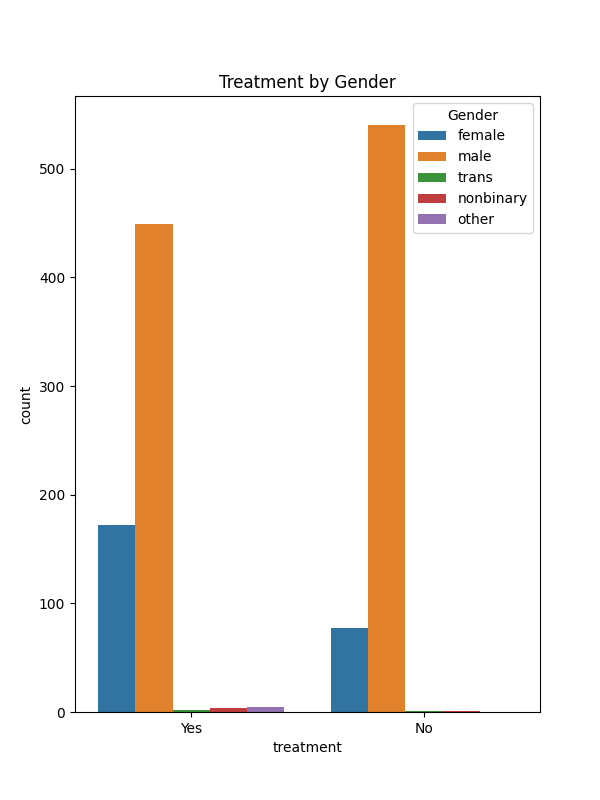 Treatment by Gender
Gender
female
male
trans
nonbinary
other
500
400
300
200
100
0
count
Yes
No
treatment